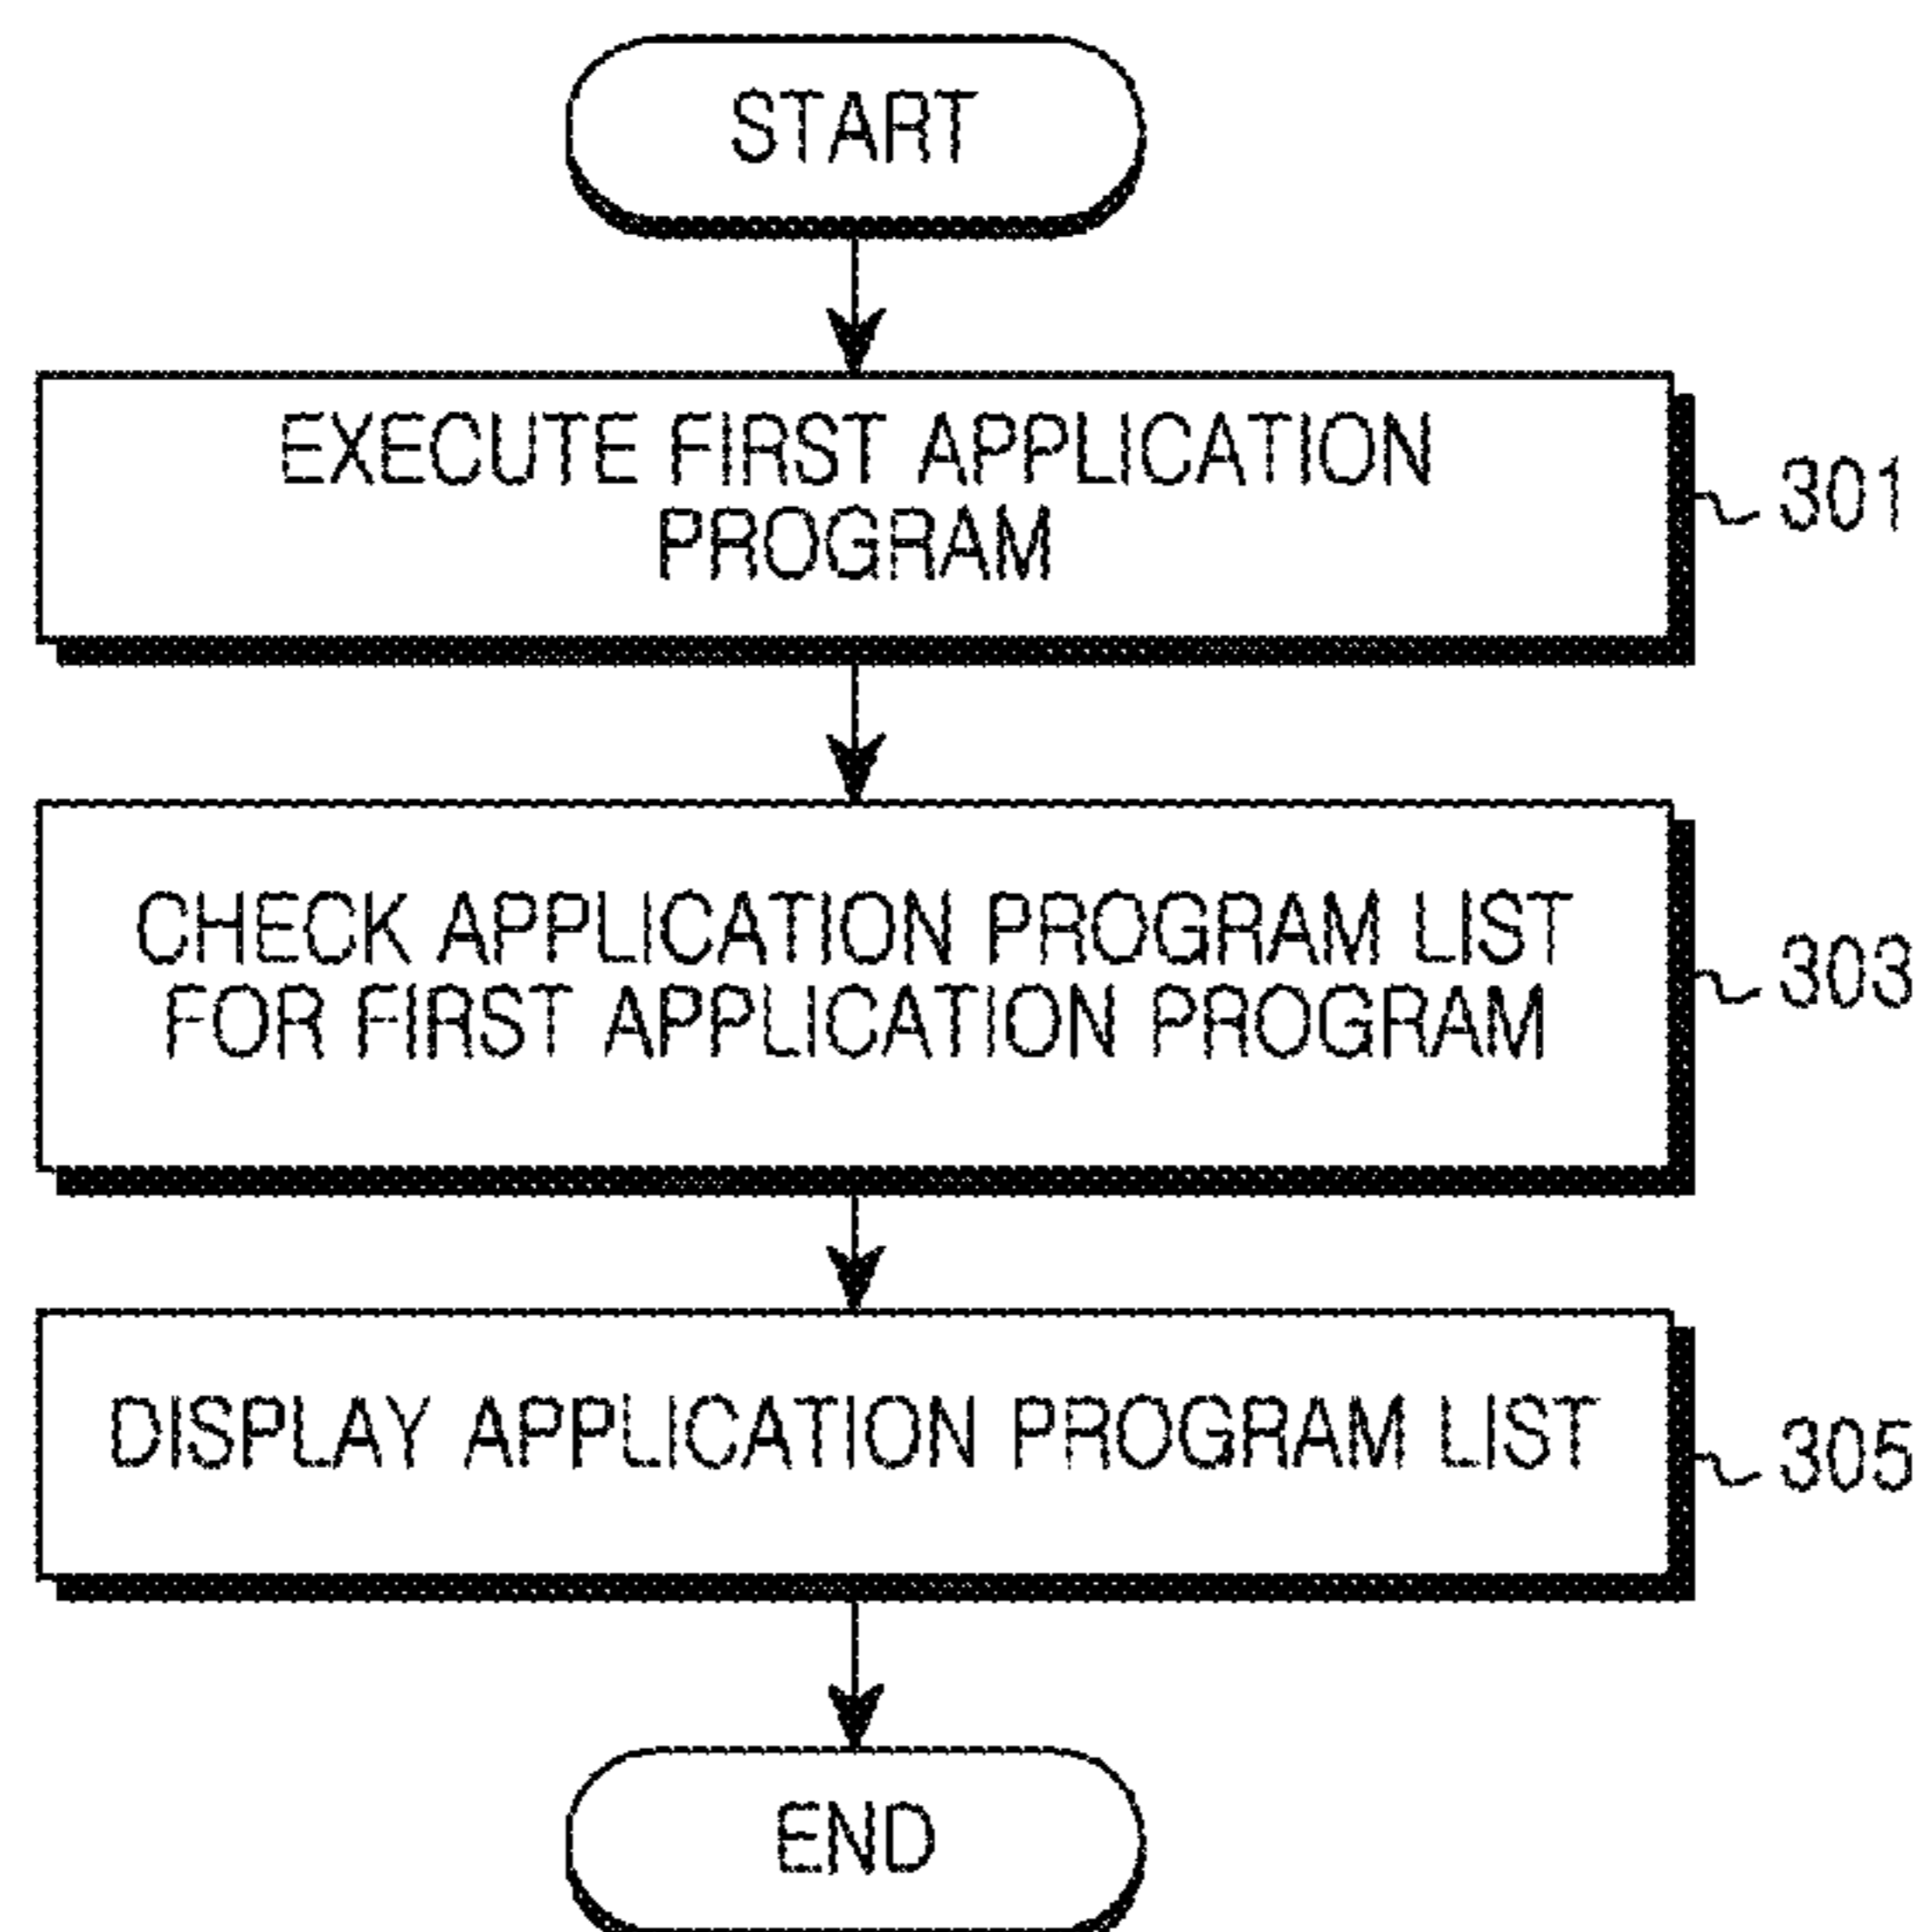 START
EXECUTE FIRST APPLICATION
PROGRAM
301
CHECK APPLICATION PROGRAM LIST
FOR FIRST APPLICATION PROGRAM
303
DISPLAY APPLICATION PROGRAM LIST
305
END